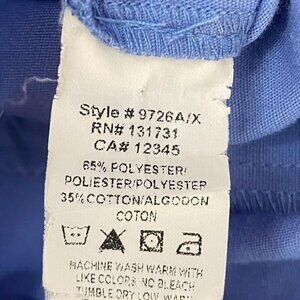 Style # 9726A/X
RN# 131731
CA# 12345
65% POLYESTER/
POLIESTER/POLYESTER
35% COTTON/ALGODON
COTON
MACHINE WASH WARM WITH
LIKE COLORS. NO BLEACH
TUMBLE DRY LOW. WARM